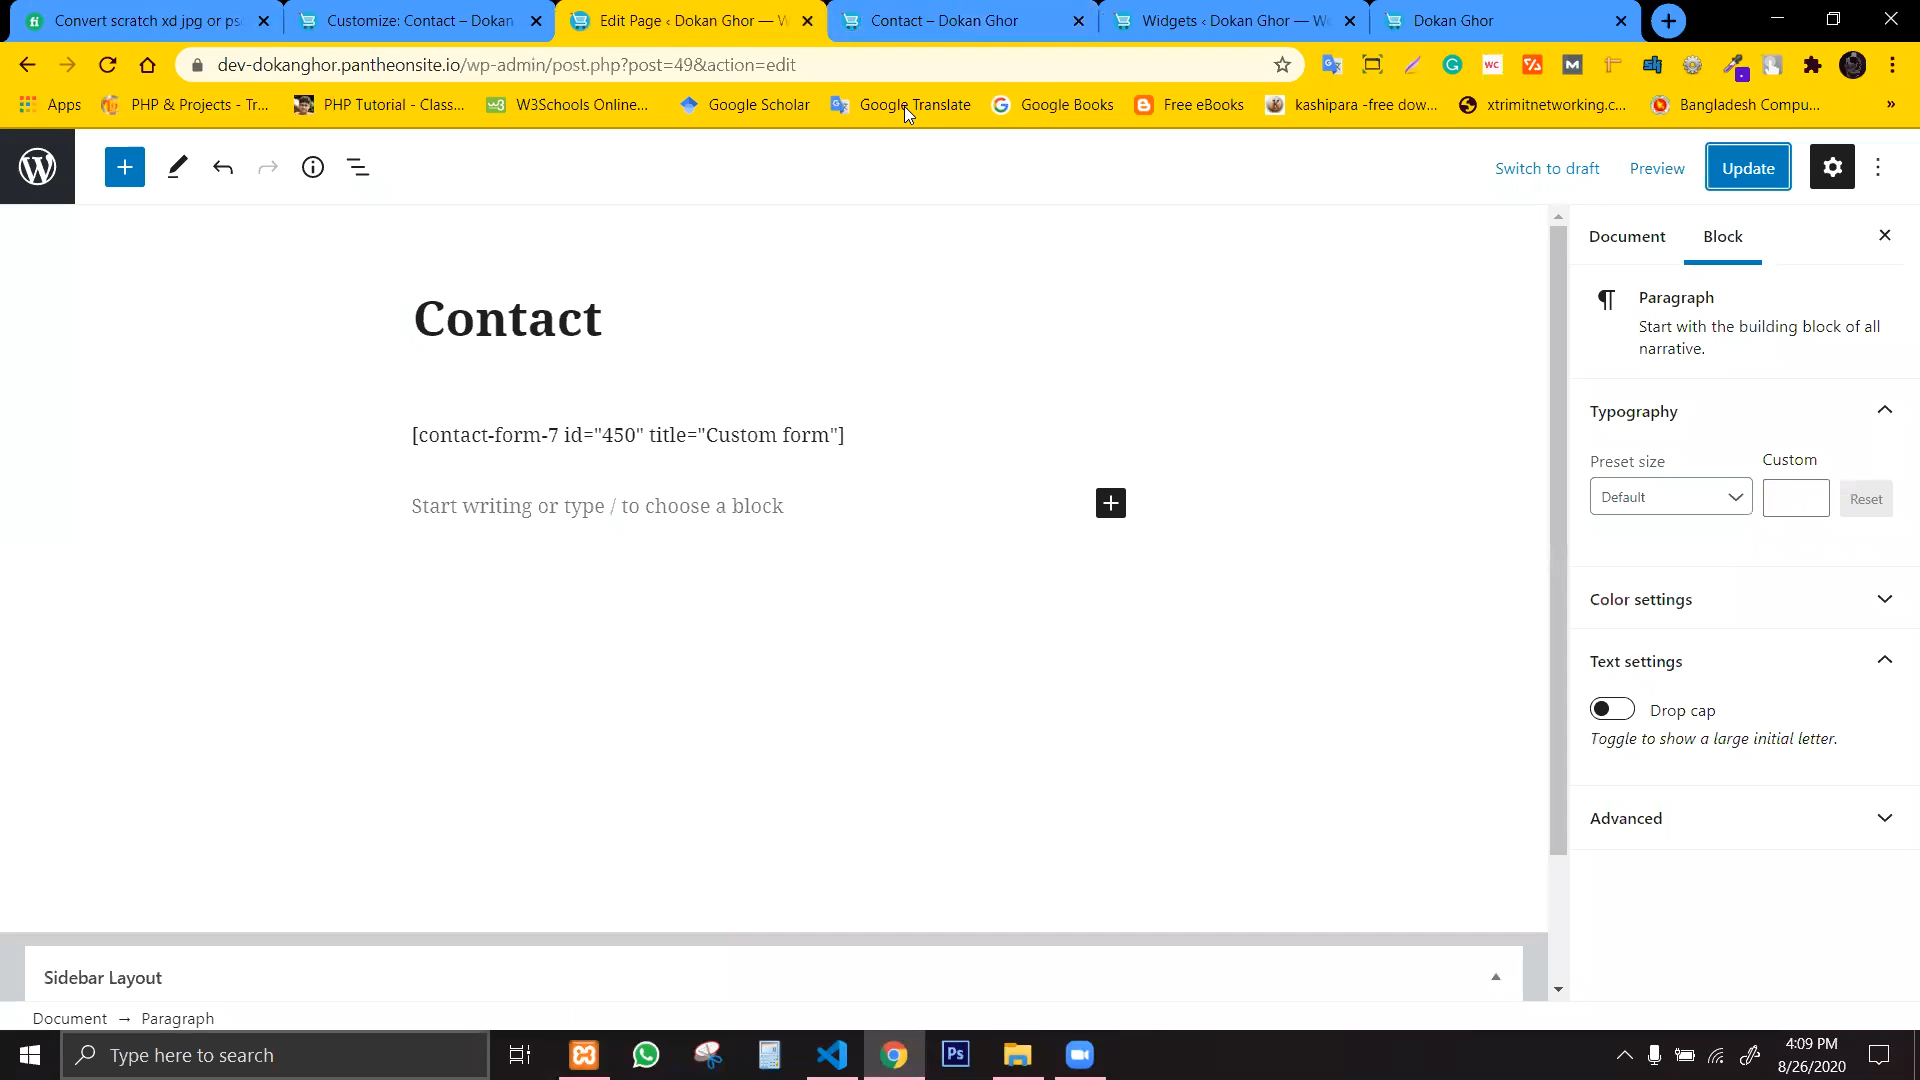 Convert scratch xd jpg or ps
Customize: Contact – Dokan
Edit Page ‹ Dokan Ghor — W
Contact – Dokan Ghor
Widgets ‹ Dokan Ghor — Wo
Dokan Ghor
dev-dokanghor.pantheonsite.io/wp-admin/post.php?post=49&action=edit
Apps
PHP & Projects - Tr...
PHP Tutorial - Class...
W3Schools Online...
Google Scholar
Google Translate
Google Books
Free eBooks
kashipara -free dow...
xtrimitnetworking.c...
Bangladesh Compu...
»
Switch to draft
Preview
Update
Document
Block
Contact
Paragraph
Start with the building block of all
narrative.
[contact-form-7 id="450" title="Custom form"]
Start writing or type / to choose a block
Typography
Preset size
Custom
Default
Reset
Color settings
Text settings
Drop cap
Toggle to show a large initial letter.
Advanced
Sidebar Layout
Document → Paragraph
Type here to search
Ps
4:09 PM
8/26/2020